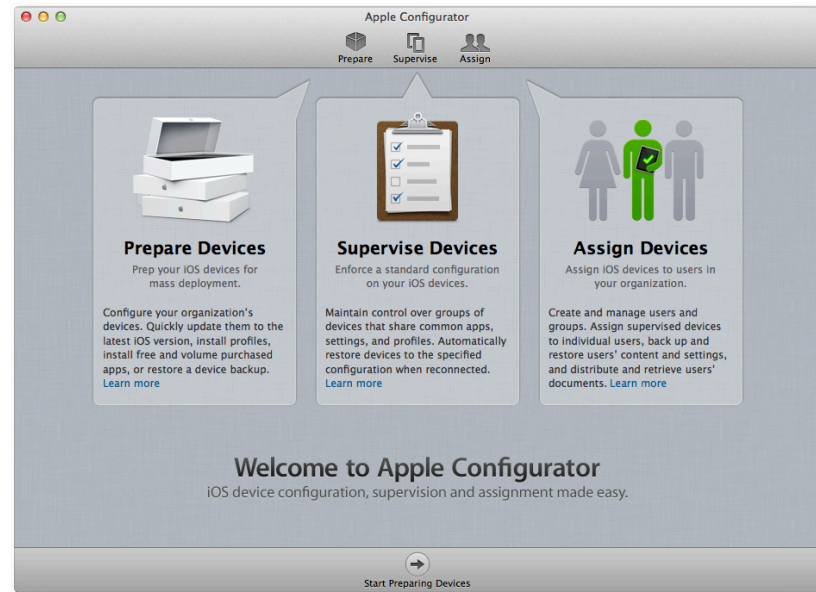 Apple Configurator
Prepare
Supervise
Assign
Prepare Devices
Prep your iOS devices for
mass deployment.
Configure your organization's
devices. Quickly update them to the
latest iOS version, install profiles,
install free and volume purchased
apps, or restore a device backup.
Learn more
Supervise Devices
Enforce a standard configuration
on your iOS devices.
Maintain control over groups of
devices that share common apps,
settings, and profiles. Automatically
restore devices to the specified
configuration when reconnected.
Learn more
Assign Devices
Assign iOS devices to users in
your organization.
Create and manage users and
groups. Assign supervised devices
to individual users, back up and
restore users' content and settings,
and distribute and retrieve users'
documents. Learn more
Welcome to Apple Configurator
iOS device configuration, supervision and assignment made easy.
Start Preparing Devices